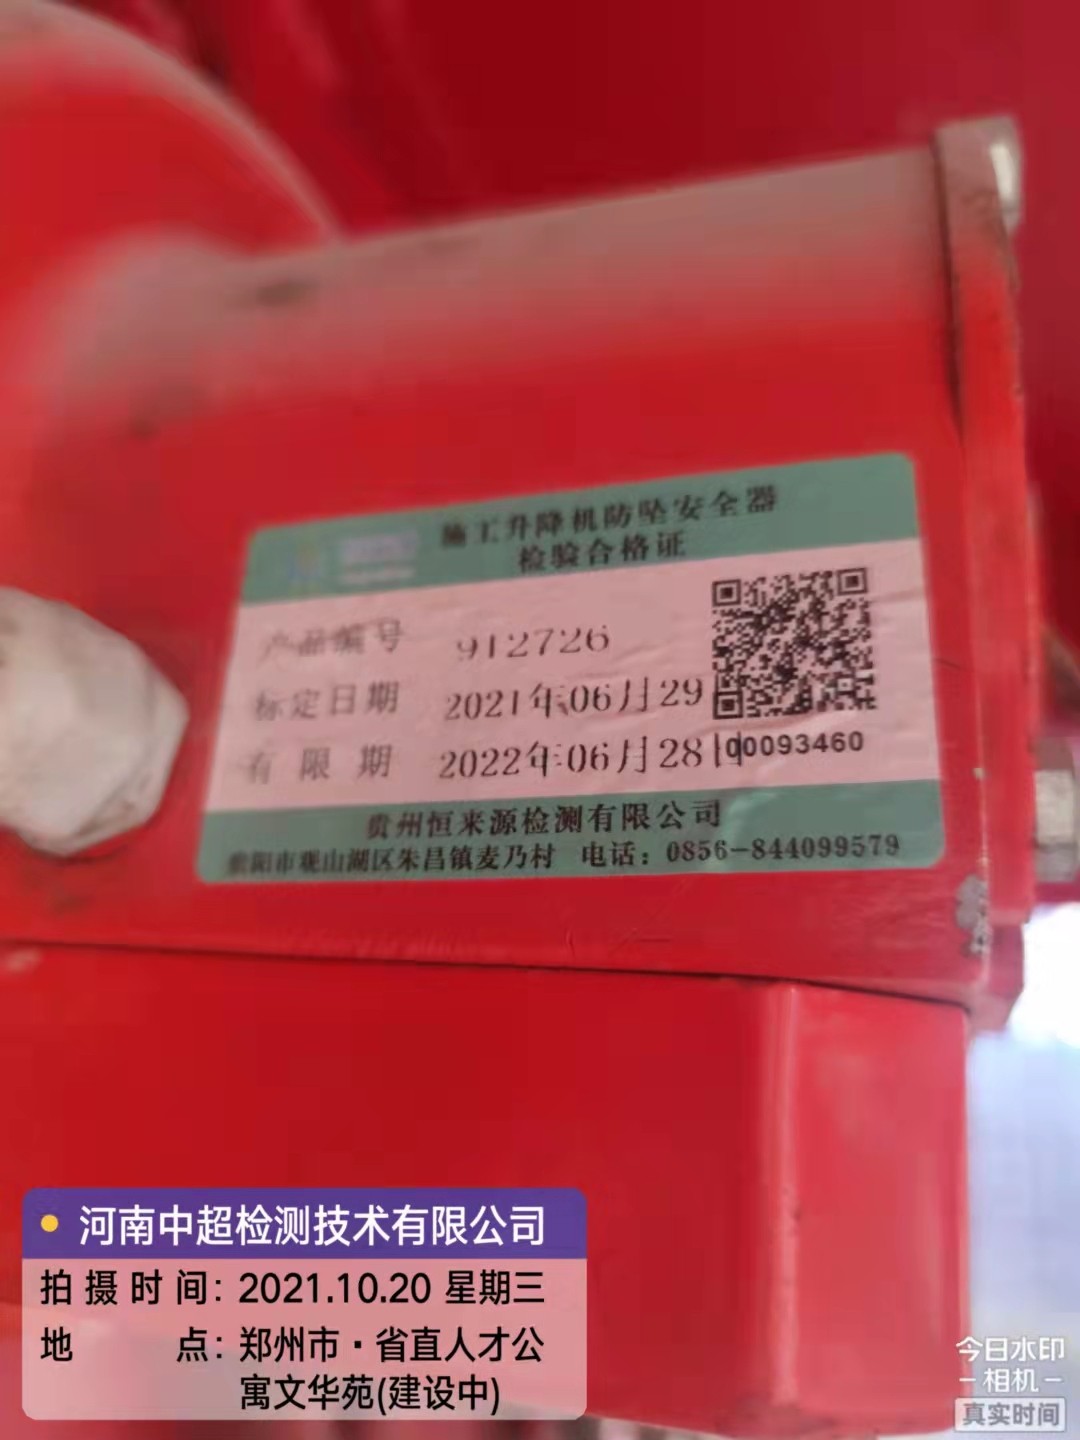 施工升降机防坠安全器
检验合格证
产品编号 912726
标定日期 2021年06月29
有限期 2022年06月28日
00093460
贵州恒来源检测有限公司
贵阳市观山湖区朱昌镇麦乃村 电话：0856-844099579
河南中超检测技术有限公司
拍摄时间：2021.10.20 星期三
地点：郑州市·省直人才公
寓文华苑(建设中)
今日水印
-相机-
真实时间